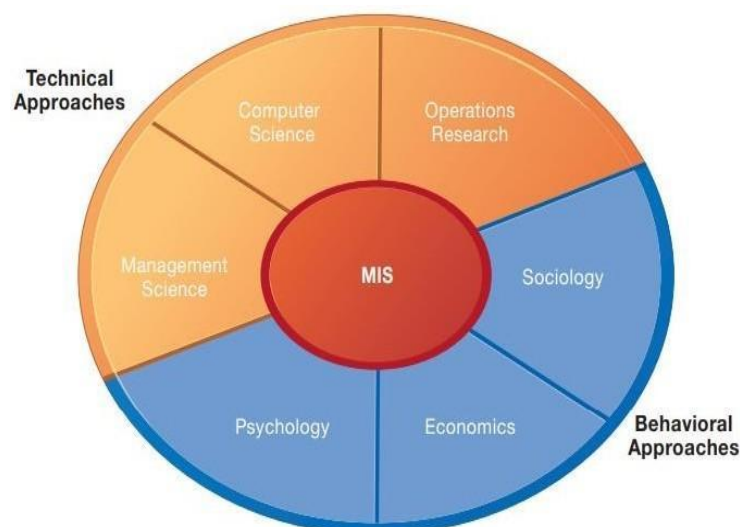 Technical
Approaches
Computer
Science
Operations
Research
Management
Science
MIS
Sociology
Psychology
Economics
Behavioral
Approaches